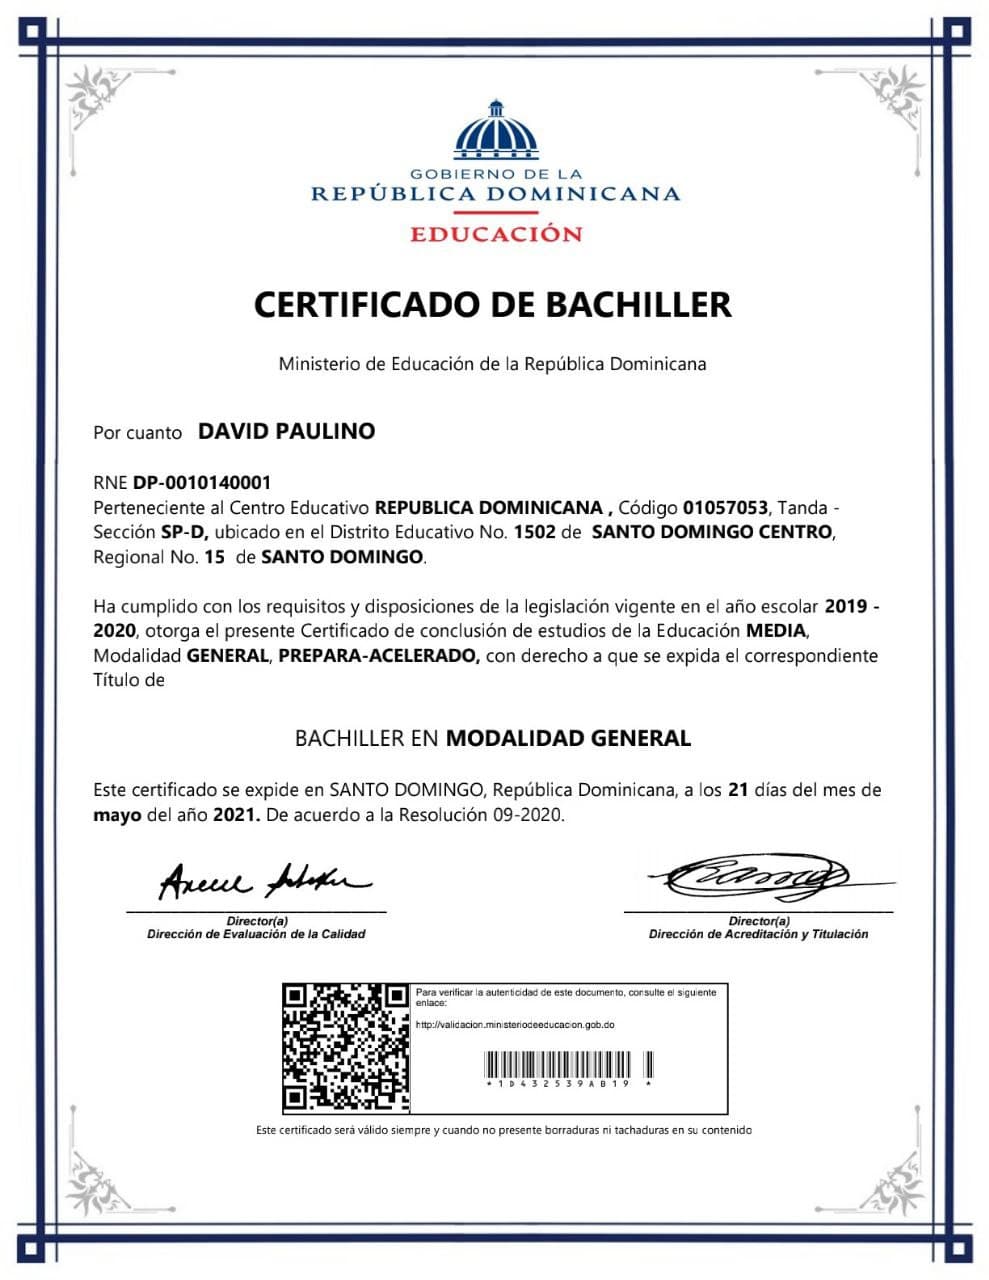 GOBIERNO DE LA
REPÚBLICA DOMINICANA
EDUCACIÓN
CERTIFICADO DE BACHILLER
Ministerio de Educación de la República Dominicana
Por cuanto DAVID PAULINO
RNE DP-0010140001
Perteneciente al Centro Educativo REPUBLICA DOMINICANA , Código 01057053, Tanda -
Sección SP-D, ubicado en el Distrito Educativo No. 1502 de SANTO DOMINGO CENTRO,
Regional No. 15 de SANTO DOMINGO.
Ha cumplido con los requisitos y disposiciones de la legislación vigente en el año escolar 2019 -
2020, otorga el presente Certificado de conclusión de estudios de la Educación MEDIA,
Modalidad GENERAL, PREPARA-ACELERADO, con derecho a que se expida el correspondiente
Título de
BACHILLER EN MODALIDAD GENERAL
Este certificado se expide en SANTO DOMINGO, República Dominicana, a los 21 días del mes de
mayo del año 2021. De acuerdo a la Resolución 09-2020.
Director(a)
Dirección de Evaluación de la Calidad
Director(a)
Dirección de Acreditación y Titulación
Para verificar la autenticidad de este documento, consulte el siguiente
enlace:
http://validacion.ministeriodeeducacion.gob.do
*1D432539AB19 *
Este certificado será válido siempre y cuando no presente borraduras ni tachaduras en su contenido